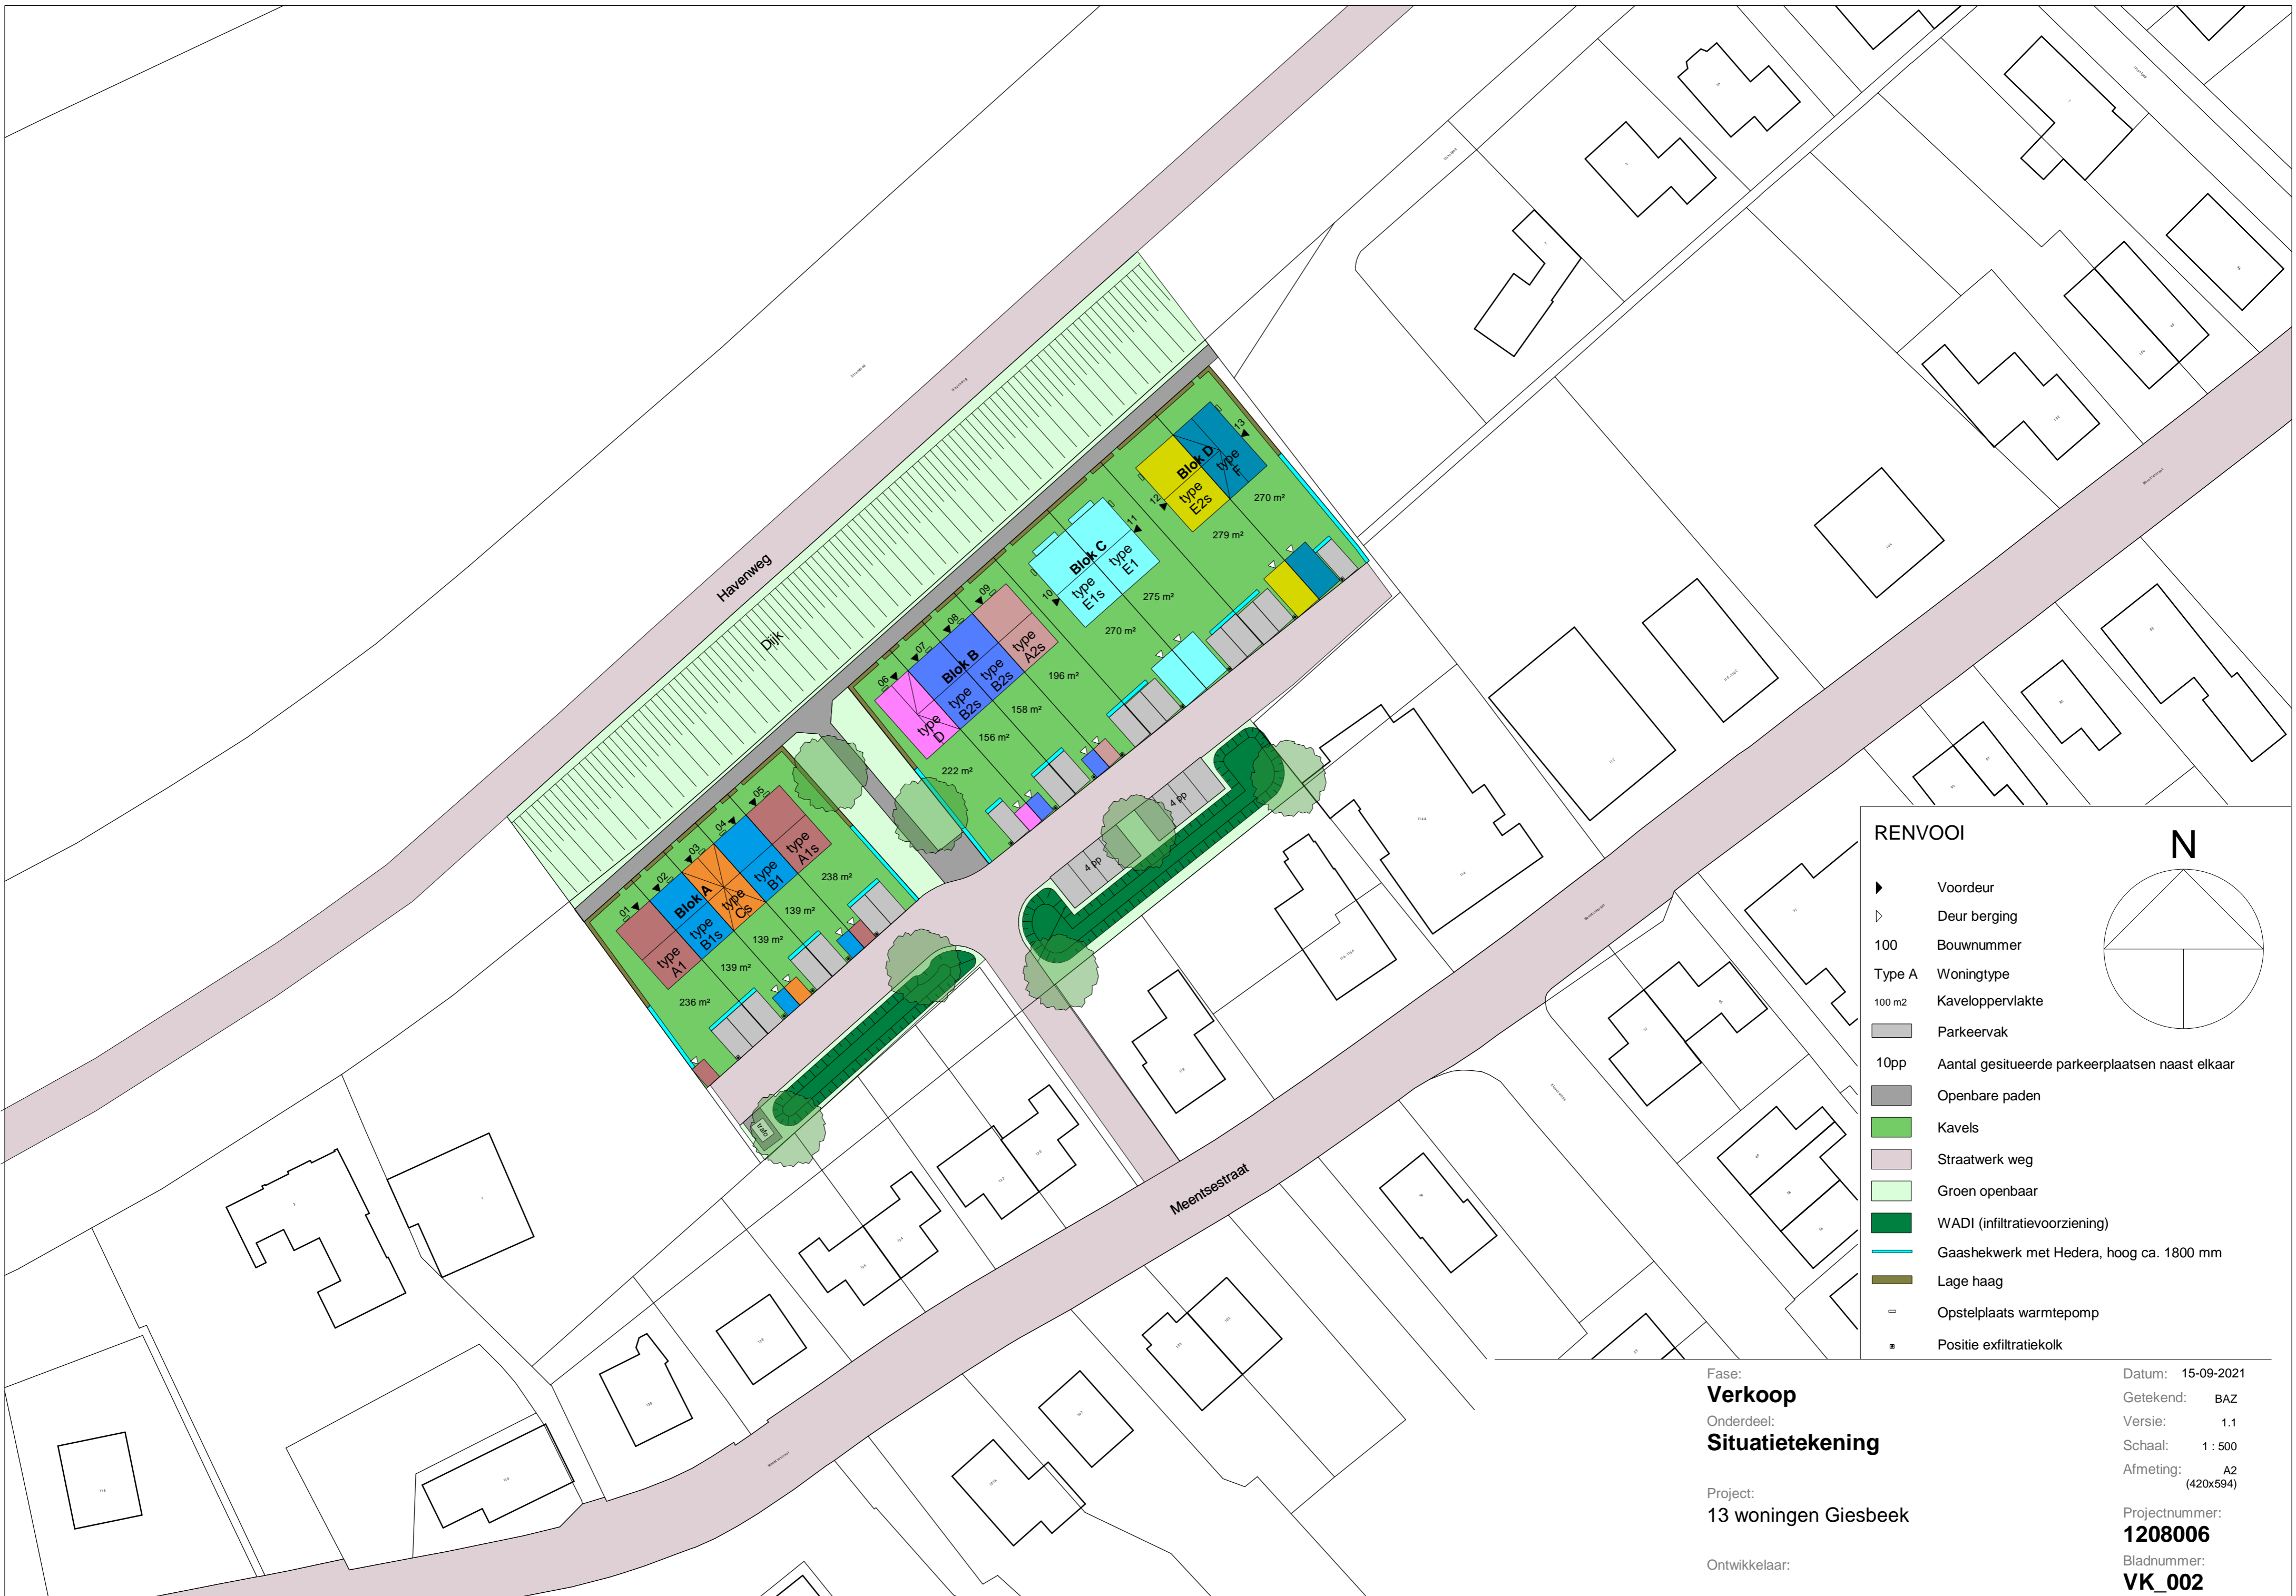 Havenweg
Dijk
Blok A
01
02
03
04
05
type
A1
type
B1s
type
Cs
type
B1
type
A1s
236 m²
139 m²
139 m²
139 m²
238 m²
Blok B
06
07
08
09
type
D
type
B2s
type
B2s
type
A2s
222 m²
156 m²
158 m²
196 m²
Blok C
10
11
type
E1s
type
E1
270 m²
275 m²
Blok D
12
13
type
E2s
type
F
279 m²
270 m²
4 pp
4 pp
trafo
Meentsestraat
RENVOOI
N
Voordeur
Deur berging
100 Bouwnummer
Type A Woningtype
100 m2 Kaveloppervlakte
Parkeervak
10pp Aantal gesitueerde parkeerplaatsen naast elkaar
Openbare paden
Kavels
Straatwerk weg
Groen openbaar
WADI (infiltratievoorziening)
Gaashekwerk met Hedera, hoog ca. 1800 mm
Lage haag
Opstelplaats warmtepomp
Positie exfiltratiekolk
Fase:
Verkoop
Onderdeel:
Situatietekening
Project:
13 woningen Giesbeek
Ontwikkelaar:
Datum: 15-09-2021
Getekend: BAZ
Versie: 1.1
Schaal: 1 : 500
Afmeting: A2
(420x594)
Projectnummer:
1208006
Bladnummer:
VK_002